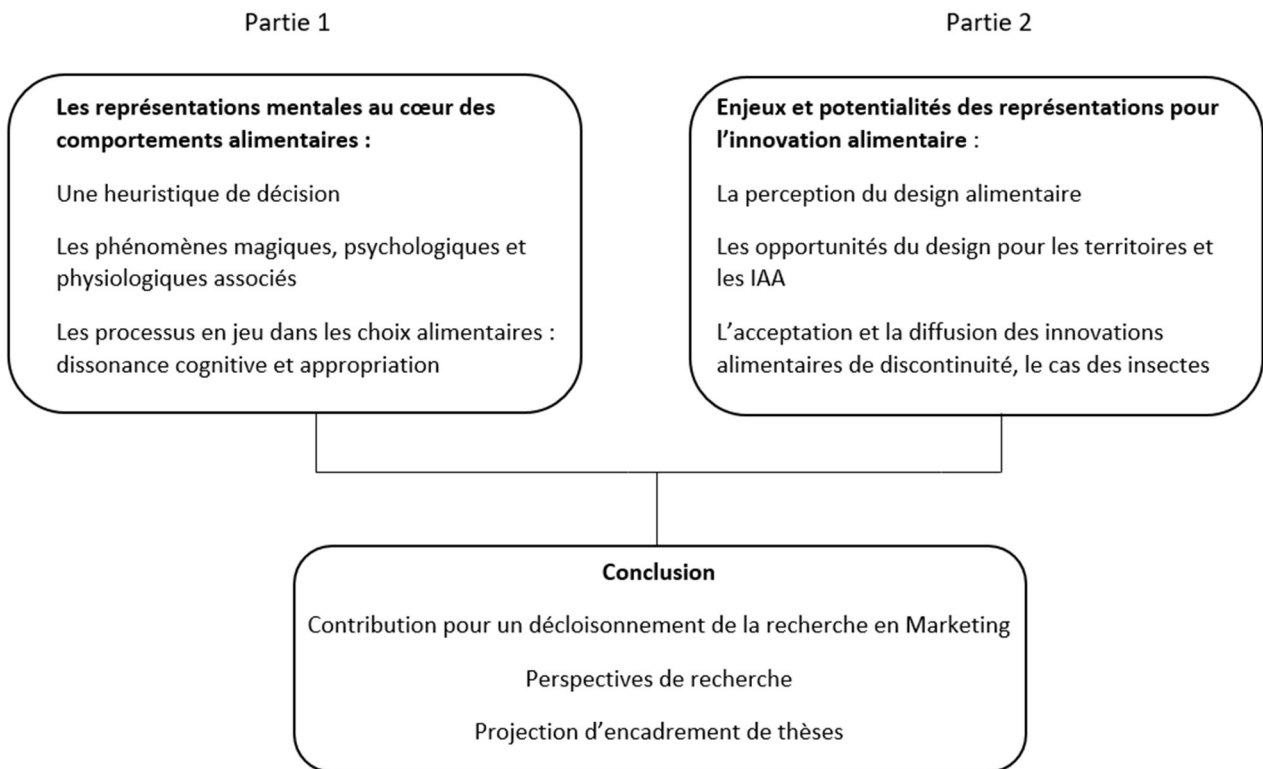 Partie 1
Les représentations mentales au cœur des
comportements alimentaires :
Une heuristique de décision
Les phénomènes magiques, psychologiques et
physiologiques associés
Les processus en jeu dans les choix alimentaires :
dissonance cognitive et appropriation
Partie 2
Enjeux et potentialités des représentations pour
l’innovation alimentaire :
La perception du design alimentaire
Les opportunités du design pour les territoires et
les IAA
L’acceptation et la diffusion des innovations
alimentaires de discontinuité, le cas des insectes
Conclusion
Contribution pour un décloisonnement de la recherche en Marketing
Perspectives de recherche
Projection d’encadrement de thèses